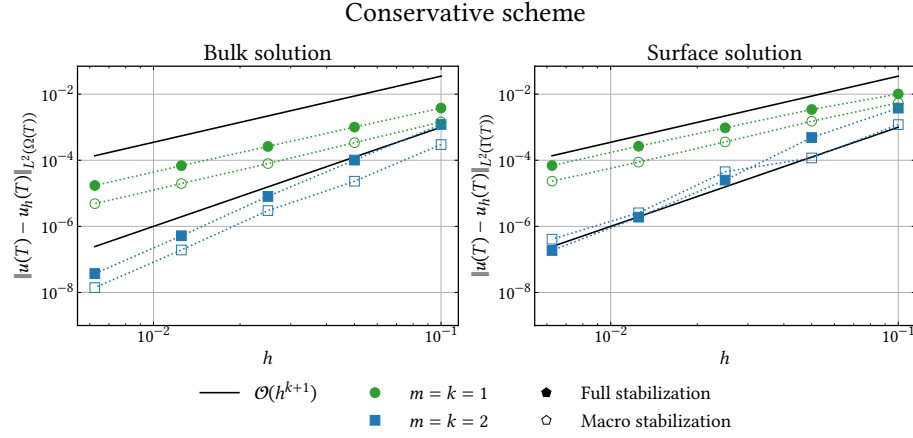 Conservative scheme
Bulk solution
Surface solution
‖u(T) − u_h(T)‖_{L²(Ω(T))}
10⁻²
10⁻⁴
10⁻⁶
10⁻⁸
10⁻²
10⁻¹
h
‖u(T) − u_h(T)‖_{L²(Γ(T))}
10⁻²
10⁻⁴
10⁻⁶
10⁻⁸
10⁻²
10⁻¹
h
𝒪(h^{k+1})
m = k = 1
Full stabilization
m = k = 2
Macro stabilization